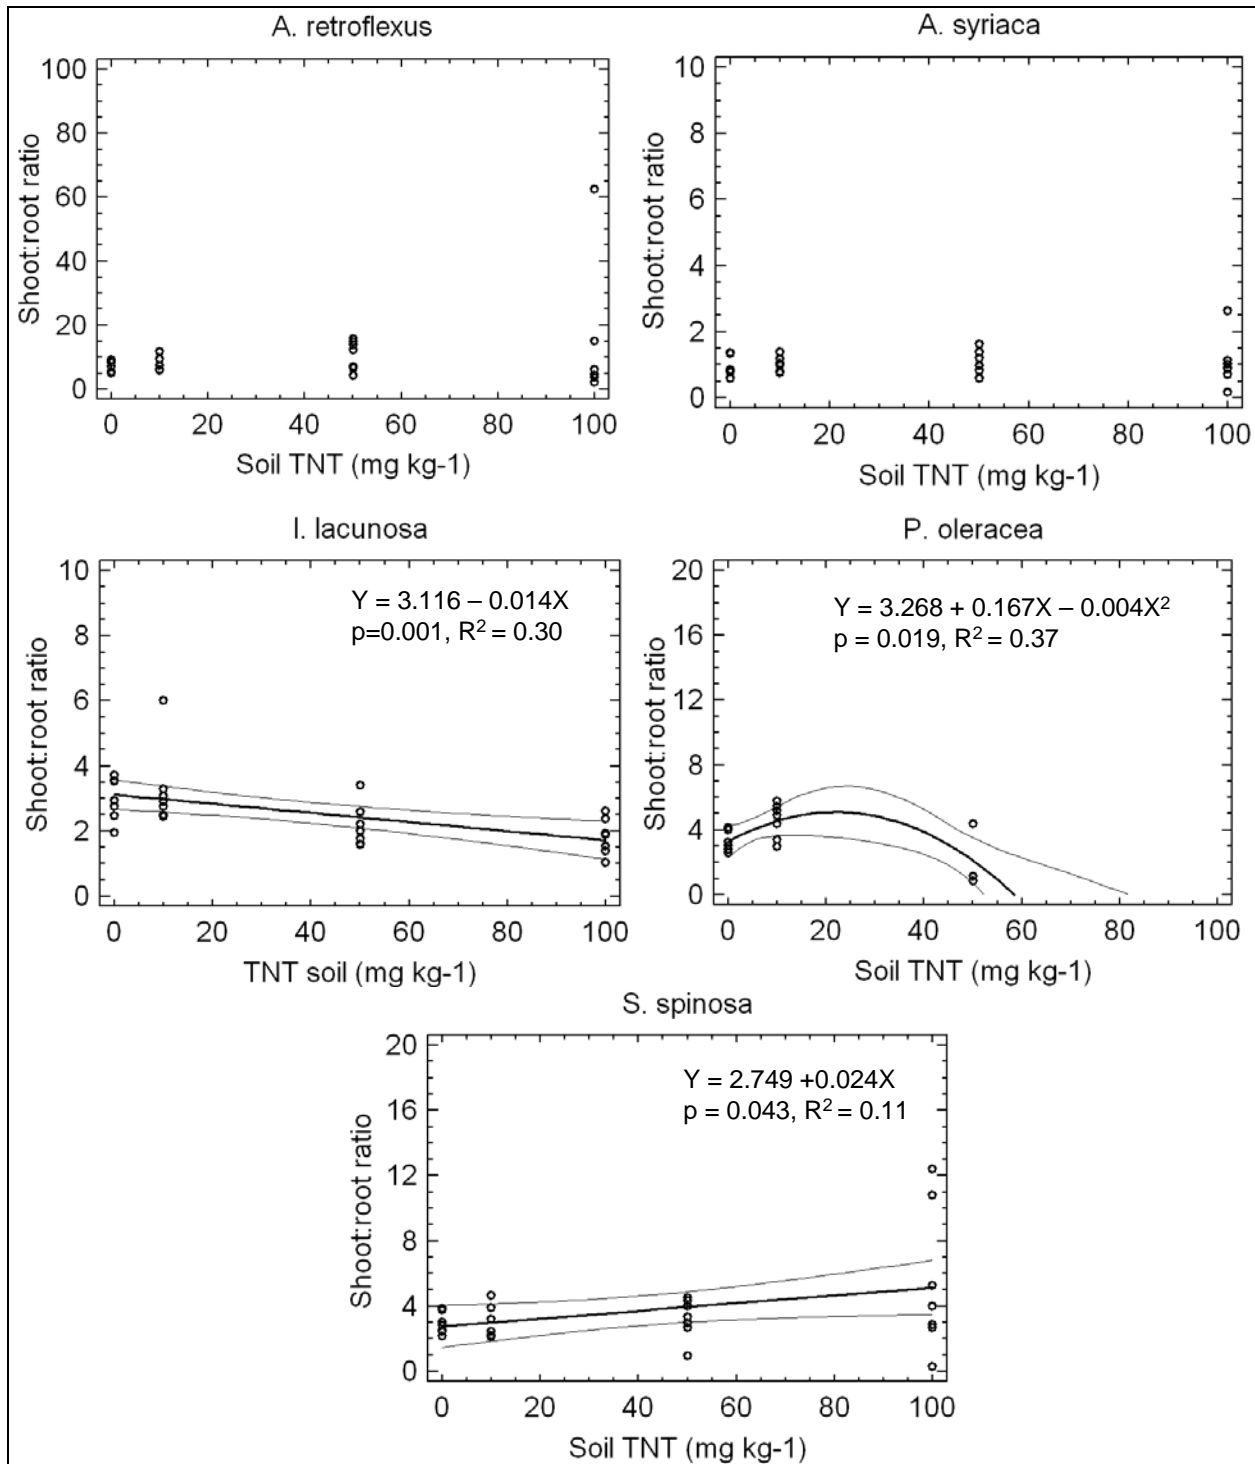 A. retroflexus
100
80
60
40
20
0
Shoot:root ratio
0 20 40 60 80 100
Soil TNT (mg kg-1)
A. syriaca
10
8
6
4
2
0
Shoot:root ratio
0 20 40 60 80 100
Soil TNT (mg kg-1)
I. lacunosa
Y = 3.116 – 0.014X
p=0.001, R² = 0.30
10
8
6
4
2
0
Shoot:root ratio
0 20 40 60 80 100
TNT soil (mg kg-1)
P. oleracea
Y = 3.268 + 0.167X – 0.004X²
p = 0.019, R² = 0.37
20
16
12
8
4
0
Shoot:root ratio
0 20 40 60 80 100
Soil TNT (mg kg-1)
S. spinosa
Y = 2.749 +0.024X
p = 0.043, R² = 0.11
20
16
12
8
4
0
Shoot:root ratio
0 20 40 60 80 100
Soil TNT (mg kg-1)